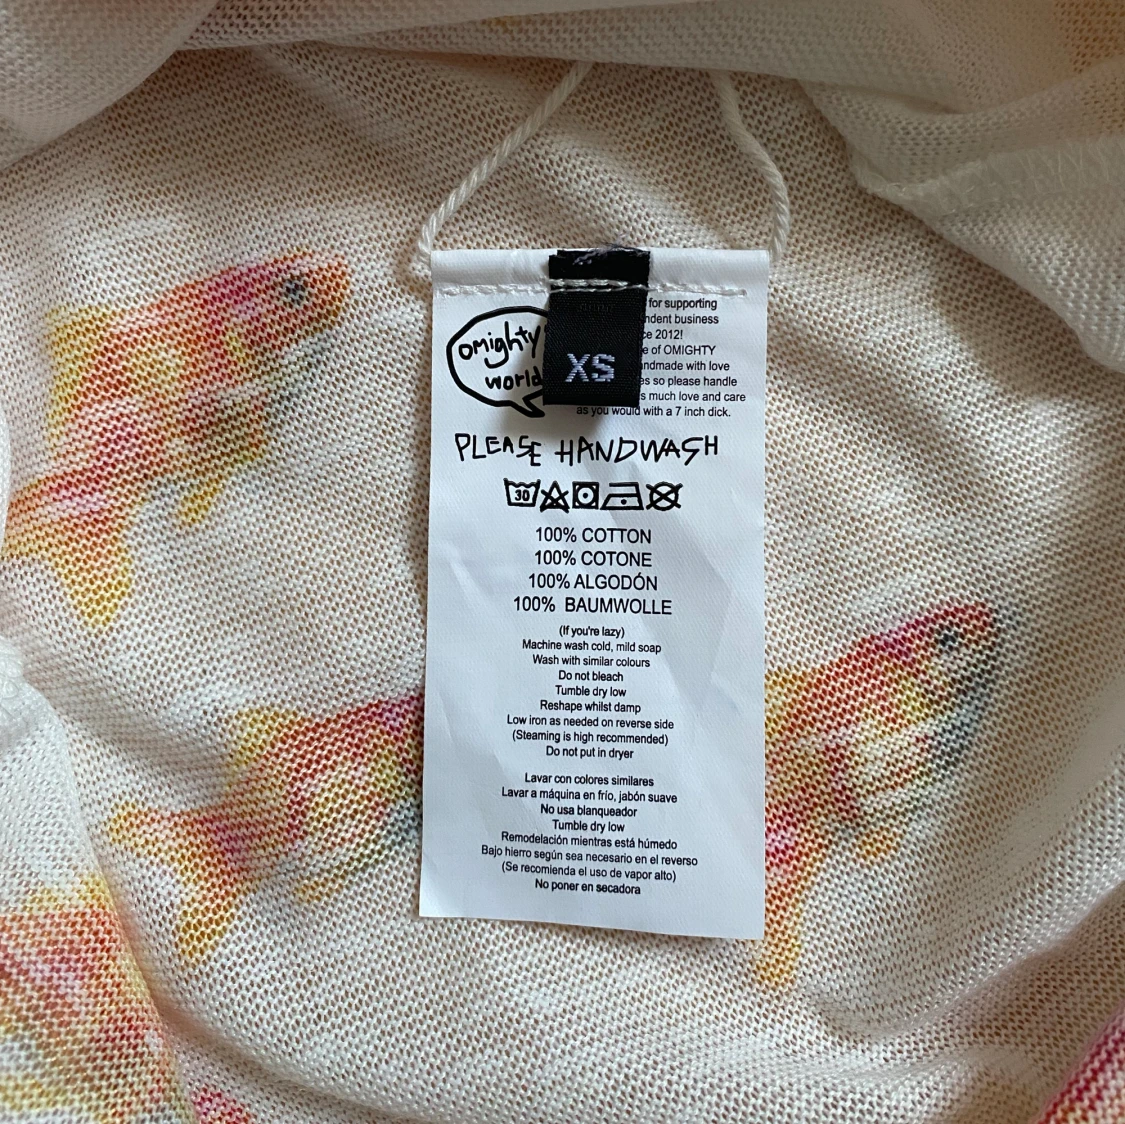 omighty
world
XS
for supporting
business
2012!
of OMIGHTY
with love
so please handle
much love and care
as you would with a 7 inch dick.
PLEASE HANDWASH
30
100% COTTON
100% COTONE
100% ALGODÓN
100% BAUMWOLLE
(If you're lazy)
Machine wash cold, mild soap
Wash with similar colours
Do not bleach
Tumble dry low
Reshape whilst damp
Low iron as needed on reverse side
(Steaming is high recommended)
Do not put in dryer
Lavar con colores similares
Lavar a máquina en frío, jabón suave
No usa blanqueador
Tumble dry low
Remodelación mientras está húmedo
Bajo hierro según sea necesario en el reverso
(Se recomienda el uso de vapor alto)
No poner en secadora